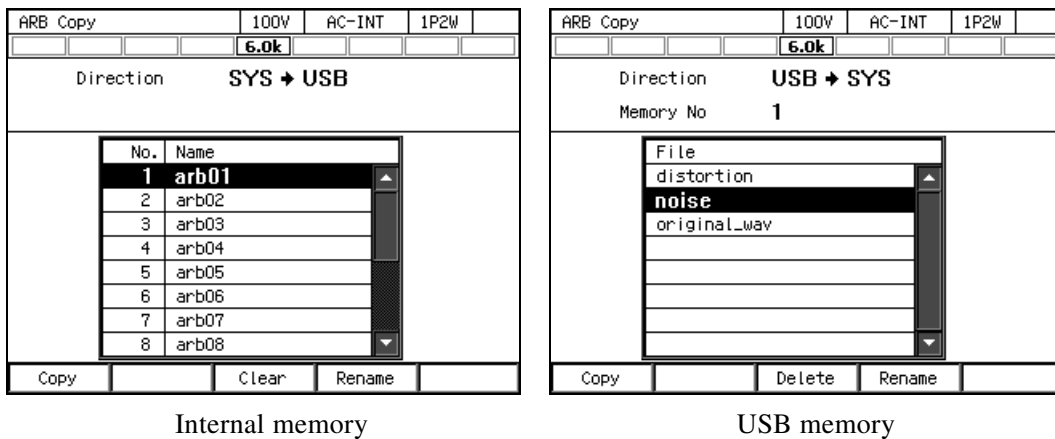 ARB Copy 100V AC-INT 1P2W
6.0k
Direction SYS → USB
No. Name
1 arb01
2 arb02
3 arb03
4 arb04
5 arb05
6 arb06
7 arb07
8 arb08
Copy Clear Rename
Internal memory
ARB Copy 100V AC-INT 1P2W
6.0k
Direction USB → SYS
Memory No 1
File
distortion
noise
original_wav
Copy Delete Rename
USB memory